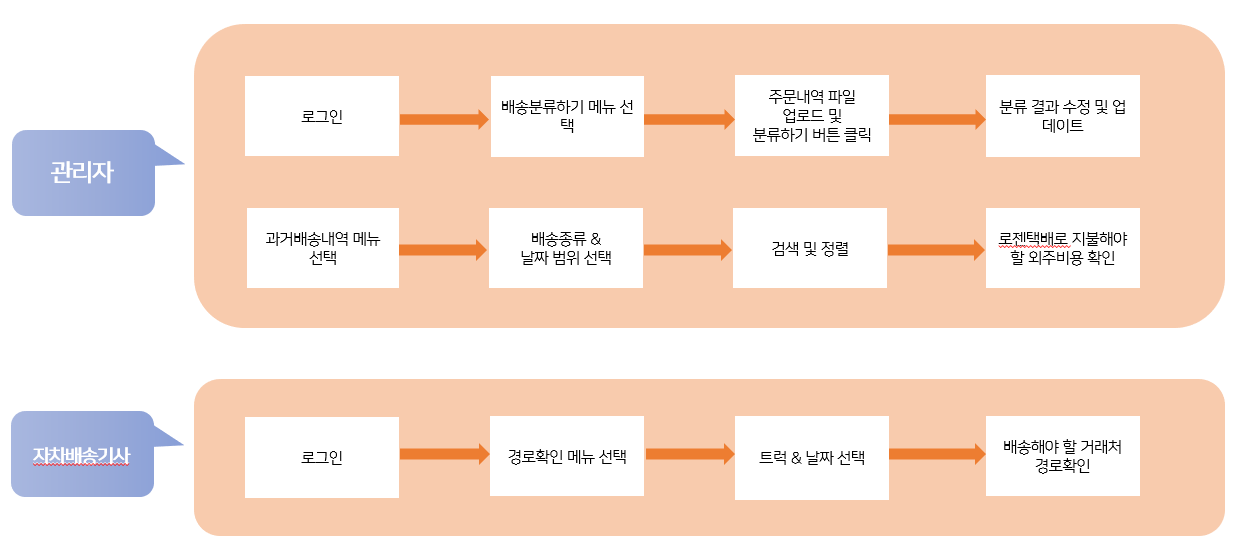 관리자
로그인
배송분류하기 메뉴 선
택
주문내역 파일
업로드 및
분류하기 버튼 클릭
분류 결과 수정 및 업
데이트
과거배송내역 메뉴
선택
배송종류 &
날짜 범위 선택
검색 및 정렬
로젠택배로 지불해야
할 외주비용 확인
자차배송기사
로그인
경로확인 메뉴 선택
트럭 & 날짜 선택
배송해야 할 거래처
경로확인